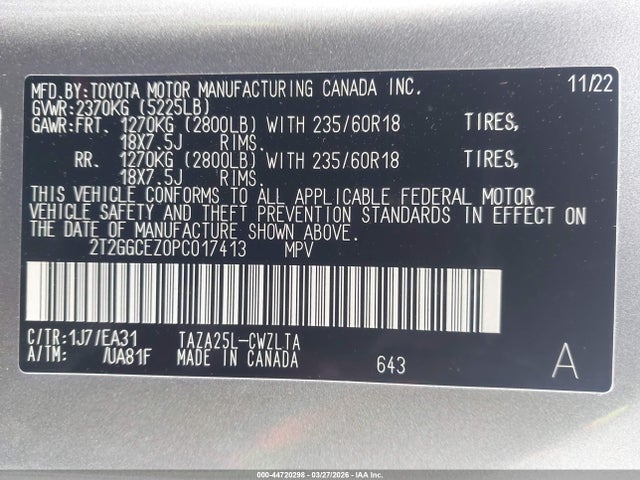 MFD.BY:TOYOTA MOTOR MANUFACTURING CANADA INC. 11/22
GVWR:2370KG (5225LB)
GAWR:FRT. 1270KG (2800LB) WITH 235/60R18 TIRES,
18X7.5J RIMS.
RR. 1270KG (2800LB) WITH 235/60R18 TIRES,
18X7.5J RIMS.
THIS VEHICLE CONFORMS TO ALL APPLICABLE FEDERAL MOTOR
VEHICLE SAFETY AND THEFT PREVENTION STANDARDS IN EFFECT ON
THE DATE OF MANUFACTURE SHOWN ABOVE.
2T2GGCEZ0PC017413 MPV
C/TR:1J7/EA31 TAZA25L-CWZLTA
A/TM: /UA81F MADE IN CANADA 643 A
000-44720298 - 03/27/2026 - IAA Inc.